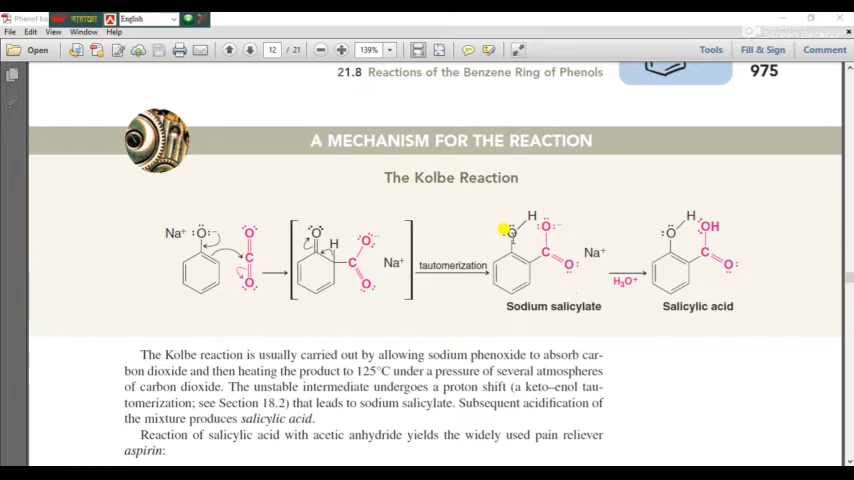 Phenol bo
বায়ান্নো
English
File Edit View Window Help
Open
12 / 21
139%
Tools
Fill & Sign
Comment
21.8 Reactions of the Benzene Ring of Phenols
975
A MECHANISM FOR THE REACTION
The Kolbe Reaction
Na⁺ :Ö:⁻ O C O
O H C O⁻ O Na⁺
tautomerization
H O O⁻ C O Na⁺
H₃O⁺
H O OH C O
Sodium salicylate
Salicylic acid
The Kolbe reaction is usually carried out by allowing sodium phenoxide to absorb car-
bon dioxide and then heating the product to 125°C under a pressure of several atmospheres
of carbon dioxide. The unstable intermediate undergoes a proton shift (a keto–enol tau-
tomerization; see Section 18.2) that leads to sodium salicylate. Subsequent acidification of
the mixture produces salicylic acid.
Reaction of salicylic acid with acetic anhydride yields the widely used pain reliever
aspirin: